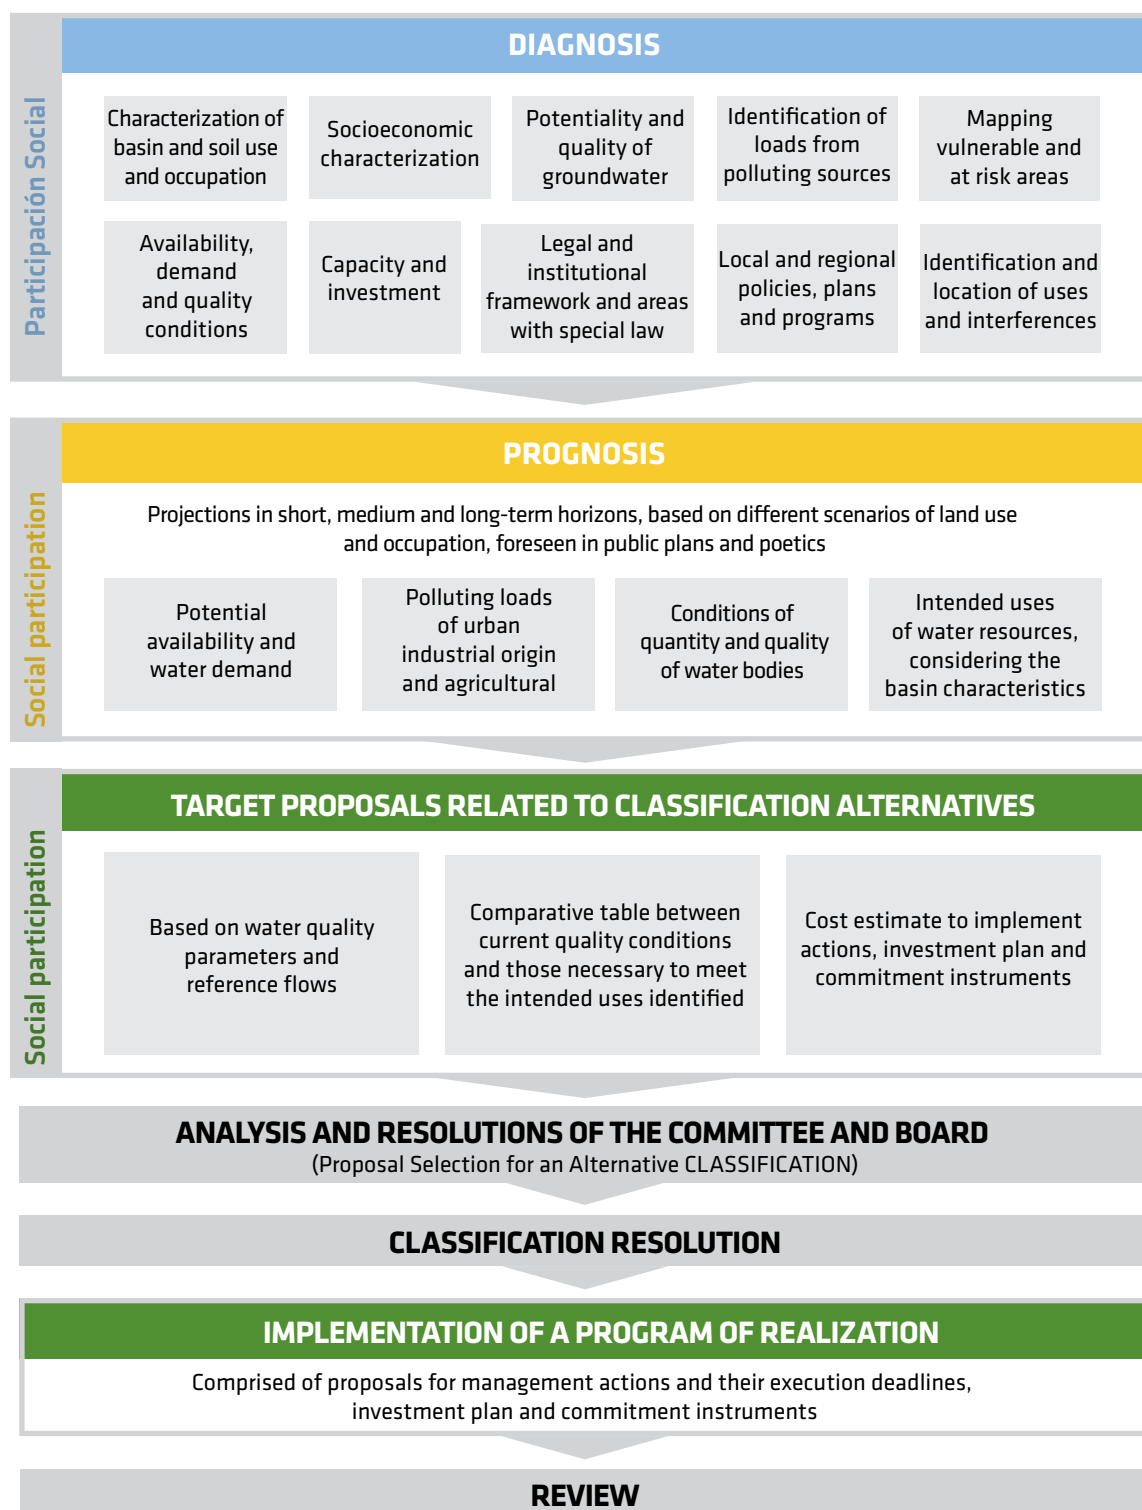 Participación Social
DIAGNOSIS
Characterization of
basin and soil use
and occupation
Socioeconomic
characterization
Potentiality and
quality of
groundwater
Identification of
loads from
polluting sources
Mapping
vulnerable and
at risk areas
Availability,
demand
and quality
conditions
Capacity and
investment
Legal and
institutional
framework and areas
with special law
Local and regional
policies, plans
and programs
Identification and
location of uses
and interferences
Social participation
PROGNOSIS
Projections in short, medium and long-term horizons, based on different scenarios of land use
and occupation, foreseen in public plans and poetics
Potential
availability and
water demand
Polluting loads
of urban
industrial origin
and agricultural
Conditions of
quantity and quality
of water bodies
Intended uses
of water resources,
considering the
basin characteristics
Social participation
TARGET PROPOSALS RELATED TO CLASSIFICATION ALTERNATIVES
Based on water quality
parameters and
reference flows
Comparative table between
current quality conditions
and those necessary to meet
the intended uses identified
Cost estimate to implement
actions, investment plan and
commitment instruments
ANALYSIS AND RESOLUTIONS OF THE COMMITTEE AND BOARD
(Proposal Selection for an Alternative CLASSIFICATION)
CLASSIFICATION RESOLUTION
IMPLEMENTATION OF A PROGRAM OF REALIZATION
Comprised of proposals for management actions and their execution deadlines,
investment plan and commitment instruments
REVIEW